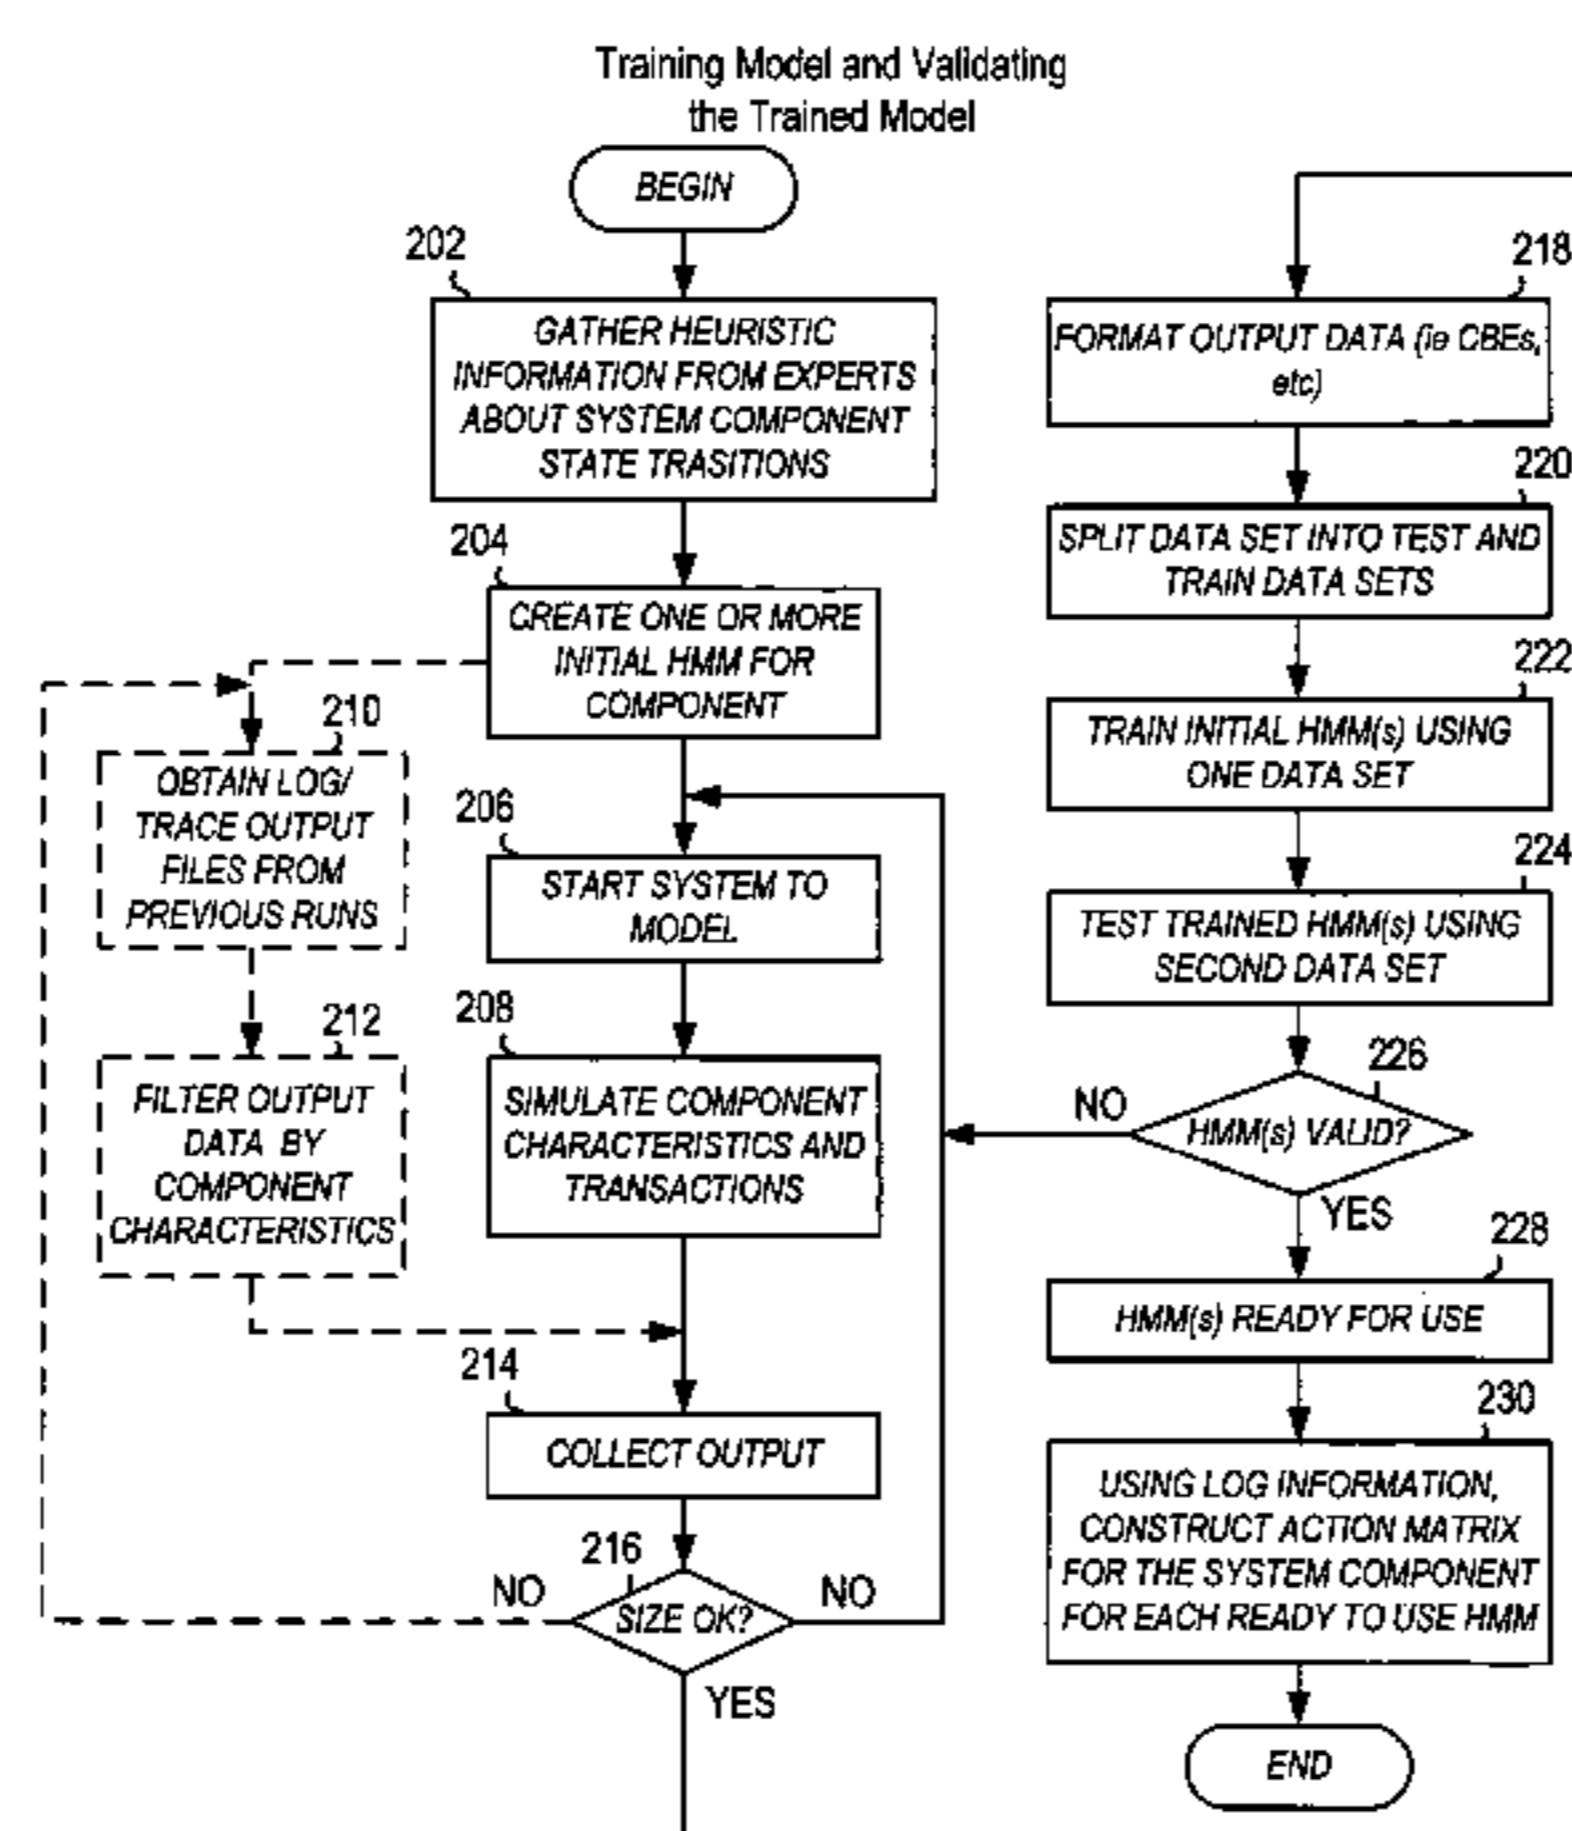 Training Model and Validating
the Trained Model
BEGIN
202
GATHER HEURISTIC
INFORMATION FROM EXPERTS
ABOUT SYSTEM COMPONENT
STATE TRASITIONS
204
CREATE ONE OR MORE
INITIAL HMM FOR
COMPONENT
210
OBTAIN LOG/
TRACE OUTPUT
FILES FROM
PREVIOUS RUNS
206
START SYSTEM TO
MODEL
212
FILTER OUTPUT
DATA BY
COMPONENT
CHARACTERISTICS
208
SIMULATE COMPONENT
CHARACTERISTICS AND
TRANSACTIONS
214
COLLECT OUTPUT
216
NO
SIZE OK?
NO
YES
218
FORMAT OUTPUT DATA (ie CBEs,
etc)
220
SPLIT DATA SET INTO TEST AND
TRAIN DATA SETS
222
TRAIN INITIAL HMM(s) USING
ONE DATA SET
224
TEST TRAINED HMM(s) USING
SECOND DATA SET
226
NO
HMM(s) VALID?
YES
228
HMM(s) READY FOR USE
230
USING LOG INFORMATION,
CONSTRUCT ACTION MATRIX
FOR THE SYSTEM COMPONENT
FOR EACH READY TO USE HMM
END